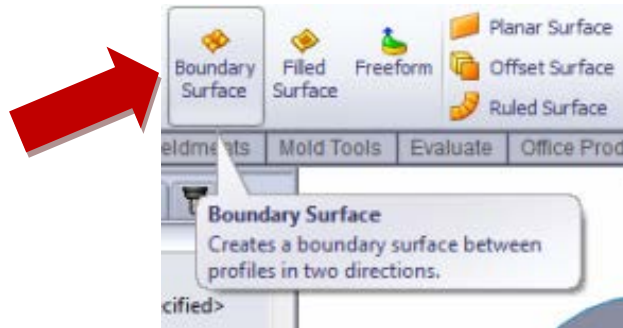 Boundary Surface
Filled Surface
Freeform
Planar Surface
Offset Surface
Ruled Surface
eldments Mold Tools Evaluate Office Prod
Boundary Surface
Creates a boundary surface between
profiles in two directions.
cified>